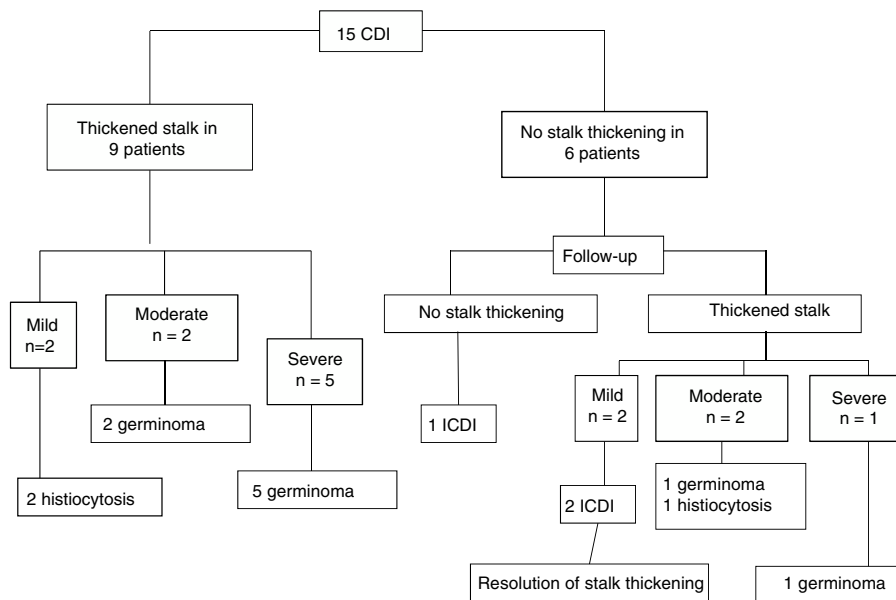 15 CDI
Thickened stalk in
9 patients
No stalk thickening in
6 patients
Follow-up
Mild
n=2
Moderate
n = 2
Severe
n = 5
2 germinoma
2 histiocytosis
5 germinoma
No stalk thickening
Thickened stalk
1 ICDI
Mild
n = 2
Moderate
n = 2
Severe
n = 1
2 ICDI
1 germinoma
1 histiocytosis
Resolution of stalk thickening
1 germinoma